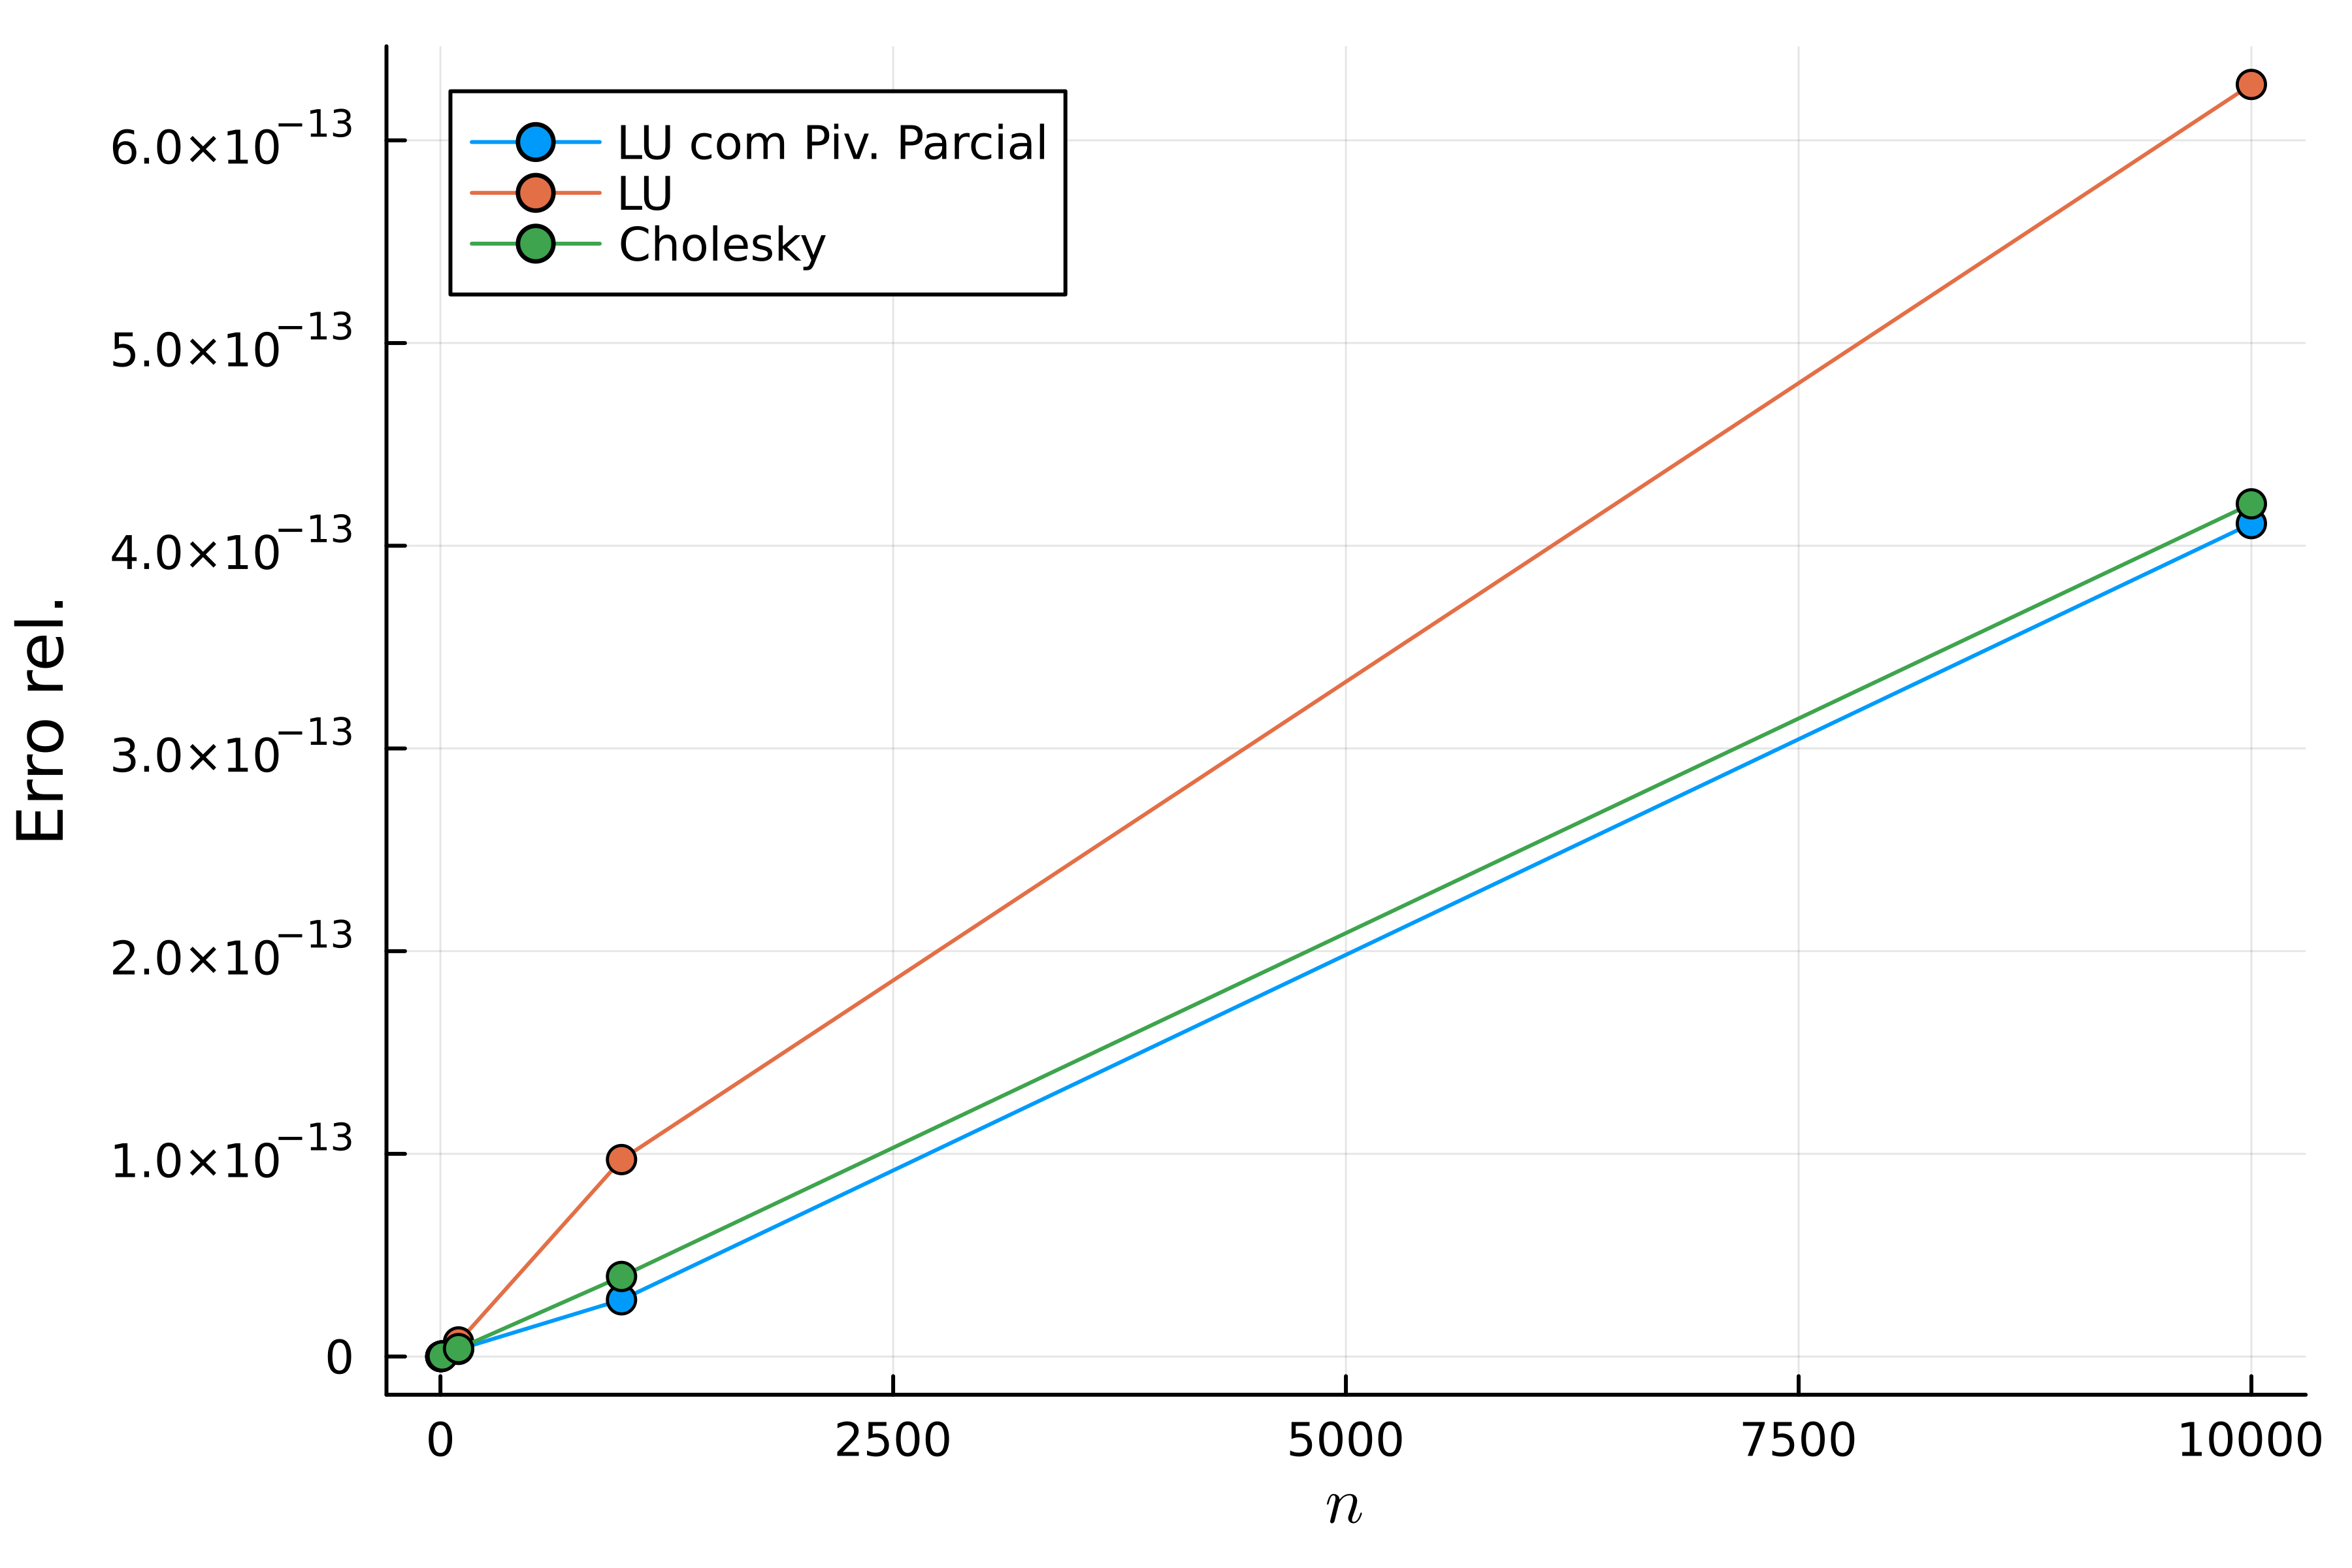 LU com Piv. Parcial
LU
Cholesky
6.0×10⁻¹³
5.0×10⁻¹³
4.0×10⁻¹³
3.0×10⁻¹³
2.0×10⁻¹³
1.0×10⁻¹³
0
Erro rel.
0 2500 5000 7500 10000
n